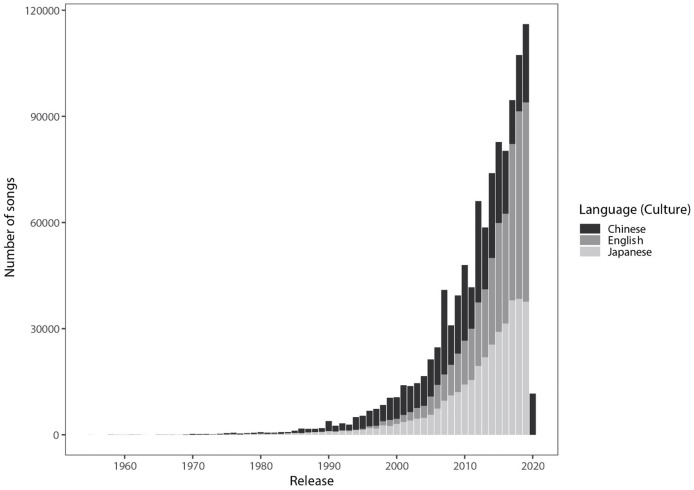 120000
90000
60000
30000
0
Number of songs
1960
1970
1980
1990
2000
2010
2020
Release
Language (Culture)
Chinese
English
Japanese